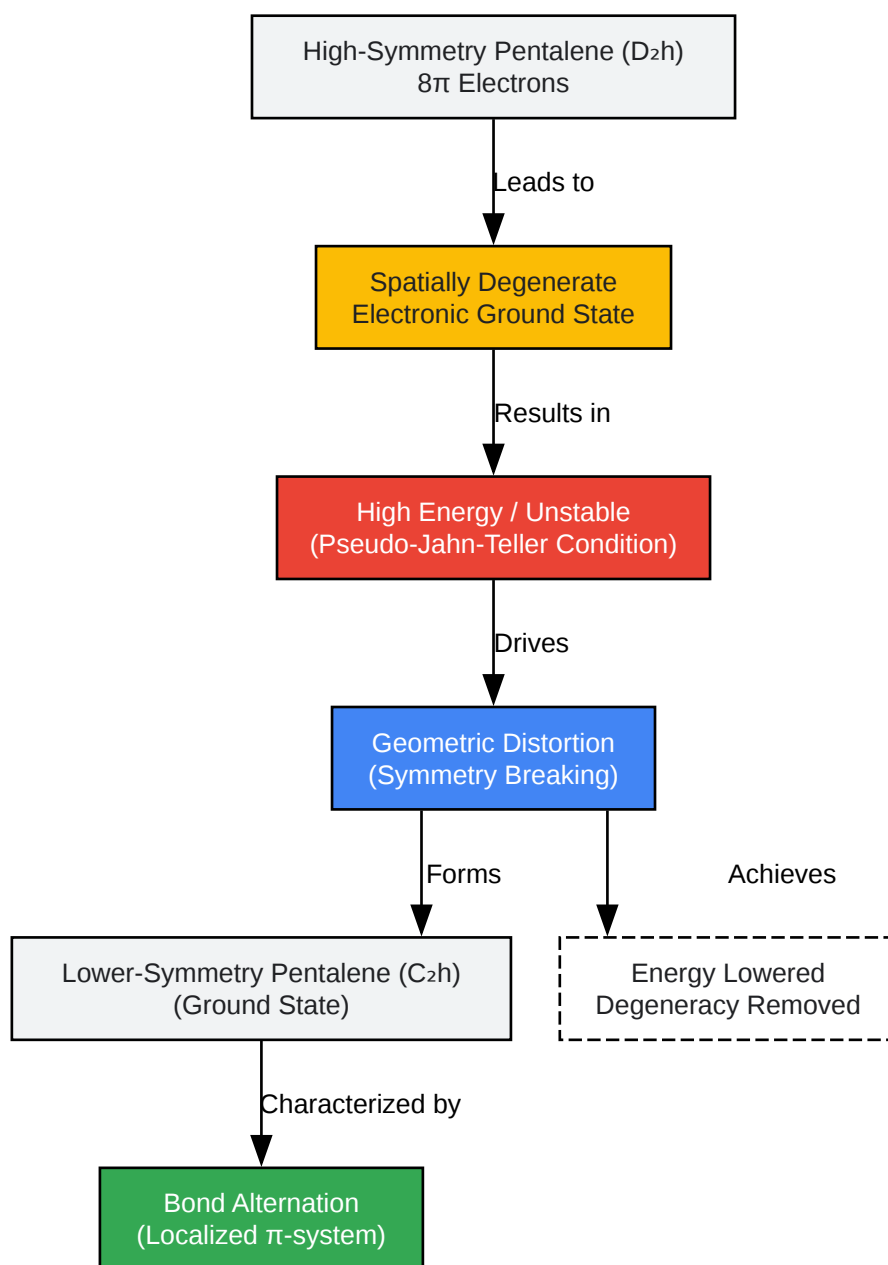 High-Symmetry Pentalene (D₂h)
8π Electrons
Leads to
Spatially Degenerate
Electronic Ground State
Results in
High Energy / Unstable
(Pseudo-Jahn-Teller Condition)
Drives
Geometric Distortion
(Symmetry Breaking)
Forms
Achieves
Lower-Symmetry Pentalene (C₂h)
(Ground State)
Energy Lowered
Degeneracy Removed
Characterized by
Bond Alternation
(Localized π-system)